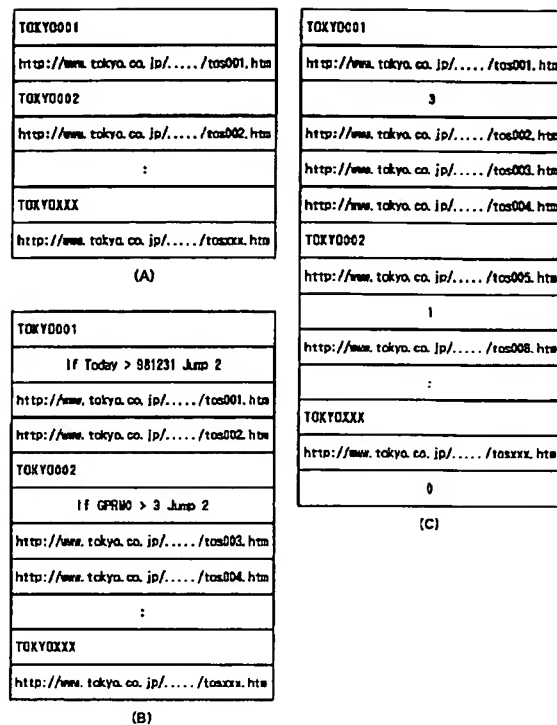 TOKYO001
http://www.tokyo.co.jp/...../tos001.htm
TOKYO002
http://www.tokyo.co.jp/...../tos002.htm
:
TOKYOXXX
http://www.tokyo.co.jp/...../tosxxx.htm
(A)
TOKYO001
If Today > 981231 Jump 2
http://www.tokyo.co.jp/...../tos001.htm
http://www.tokyo.co.jp/...../tos002.htm
TOKYO002
If GPRM0 > 3 Jump 2
http://www.tokyo.co.jp/...../tos003.htm
http://www.tokyo.co.jp/...../tos004.htm
:
TOKYOXXX
http://www.tokyo.co.jp/...../tosxxx.htm
(B)
TOKYO001
http://www.tokyo.co.jp/...../tos001.htm
3
http://www.tokyo.co.jp/...../tos002.htm
http://www.tokyo.co.jp/...../tos003.htm
http://www.tokyo.co.jp/...../tos004.htm
TOKYO002
http://www.tokyo.co.jp/...../tos005.htm
1
http://www.tokyo.co.jp/...../tos006.htm
:
TOKYOXXX
http://www.tokyo.co.jp/...../tosxxx.htm
0
(C)